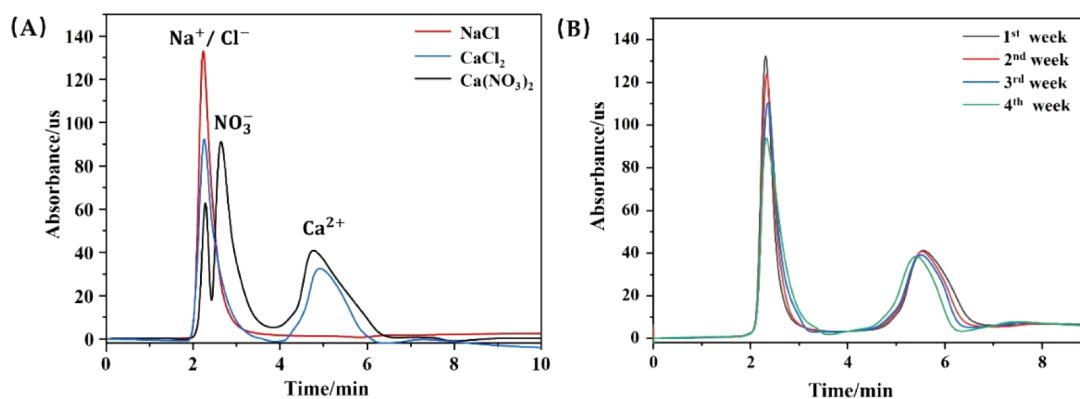 (A)
Absorbance/us
140
120
100
80
60
40
20
0
0 2 4 6 8 10
Time/min
Na⁺/ Cl⁻
NO₃⁻
Ca²⁺
NaCl
CaCl₂
Ca(NO₃)₂
(B)
Absorbance/us
140
120
100
80
60
40
20
0
0 2 4 6 8
Time/min
1ˢᵗ week
2ⁿᵈ week
3ʳᵈ week
4ᵗʰ week